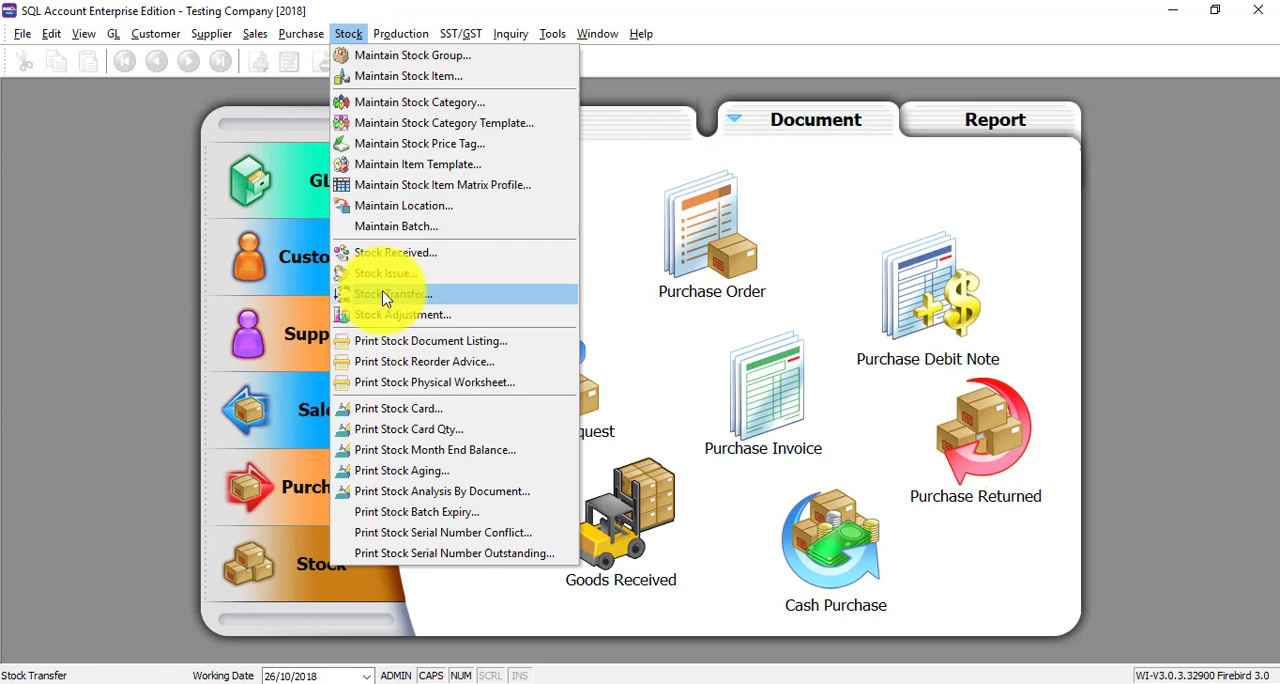 SQL Account Enterprise Edition - Testing Company [2018]
File Edit View GL Customer Supplier Sales Purchase Stock Production SST/GST Inquiry Tools Window Help
Maintain Stock Group...
Maintain Stock Item...
Maintain Stock Category...
Maintain Stock Category Template...
Maintain Stock Price Tag...
Maintain Item Template...
Maintain Stock Item Matrix Profile...
Maintain Location...
Maintain Batch...
Stock Received...
Stock Issue...
Stock Transfer...
Stock Adjustment...
Print Stock Document Listing...
Print Stock Reorder Advice...
Print Stock Physical Worksheet...
Print Stock Card...
Print Stock Card Qty...
Print Stock Month End Balance...
Print Stock Aging...
Print Stock Analysis By Document...
Print Stock Batch Expiry...
Print Stock Serial Number Conflict...
Print Stock Serial Number Outstanding...
GL
Custo
Supp
Sal
Purch
Stock
Document
Report
Purchase Order
Purchase Debit Note
quest
Purchase Invoice
Purchase Returned
Goods Received
Cash Purchase
Stock Transfer
Working Date 26/10/2018 ADMIN CAPS NUM SCRL INS
WI-V3.0.3.32900 Firebird 3.0